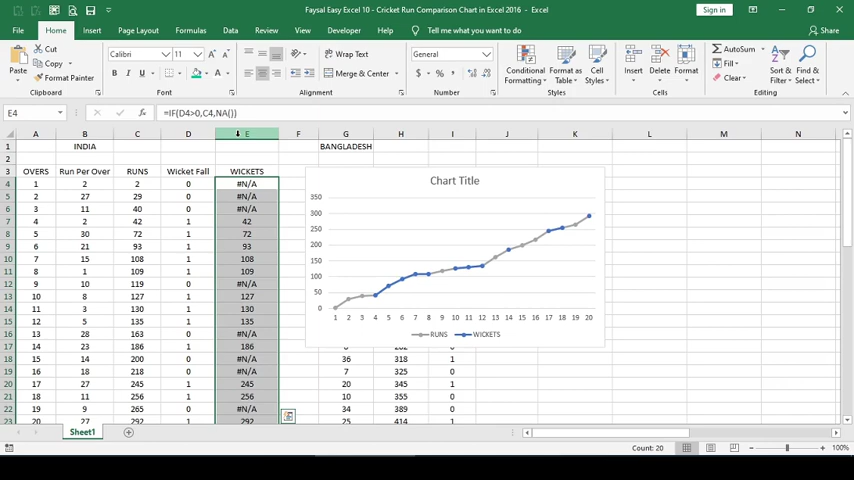 Faysal Easy Excel 10 - Cricket Run Comparison Chart in Excel 2016 - Excel
Sign in
File Home Insert Page Layout Formulas Data Review View Developer Help Tell me what you want to do Share
Paste Cut Copy Format Painter Clipboard
Calibri 11 B I U Font
Wrap Text Merge & Center Alignment
General $ % Number
Conditional Formatting Format as Table Cell Styles Styles
Insert Delete Format Cells
AutoSum Fill Clear Sort & Filter Find & Select Editing
E4 fx =IF(D4>0,C4,NA())
A B C D E F G H I J K L M N
1 INDIA BANGLADESH
2
3 OVERS Run Per Over RUNS Wicket Fall WICKETS
4 1 2 2 0 #N/A
5 2 27 29 0 #N/A
6 3 11 40 0 #N/A
7 4 2 42 1 42
8 5 30 72 1 72
9 6 21 93 1 93
10 7 15 108 1 108
11 8 1 109 1 109
12 9 10 119 0 #N/A
13 10 8 127 1 127
14 11 3 130 1 130
15 12 5 135 1 135
16 13 28 163 0 #N/A
17 14 23 186 1 186
18 15 14 200 0 #N/A 36 318 1
19 16 18 218 0 #N/A 7 325 0
20 17 27 245 1 245 20 345 1
21 18 11 256 1 256 10 355 0
22 19 9 265 0 #N/A 34 389 0
23 20 27 292 1 292 25 414 1
Chart Title
350
300
250
200
150
100
50
0
1 2 3 4 5 6 7 8 9 10 11 12 13 14 15 16 17 18 19 20
RUNS WICKETS
Sheet1
Count: 20 100%